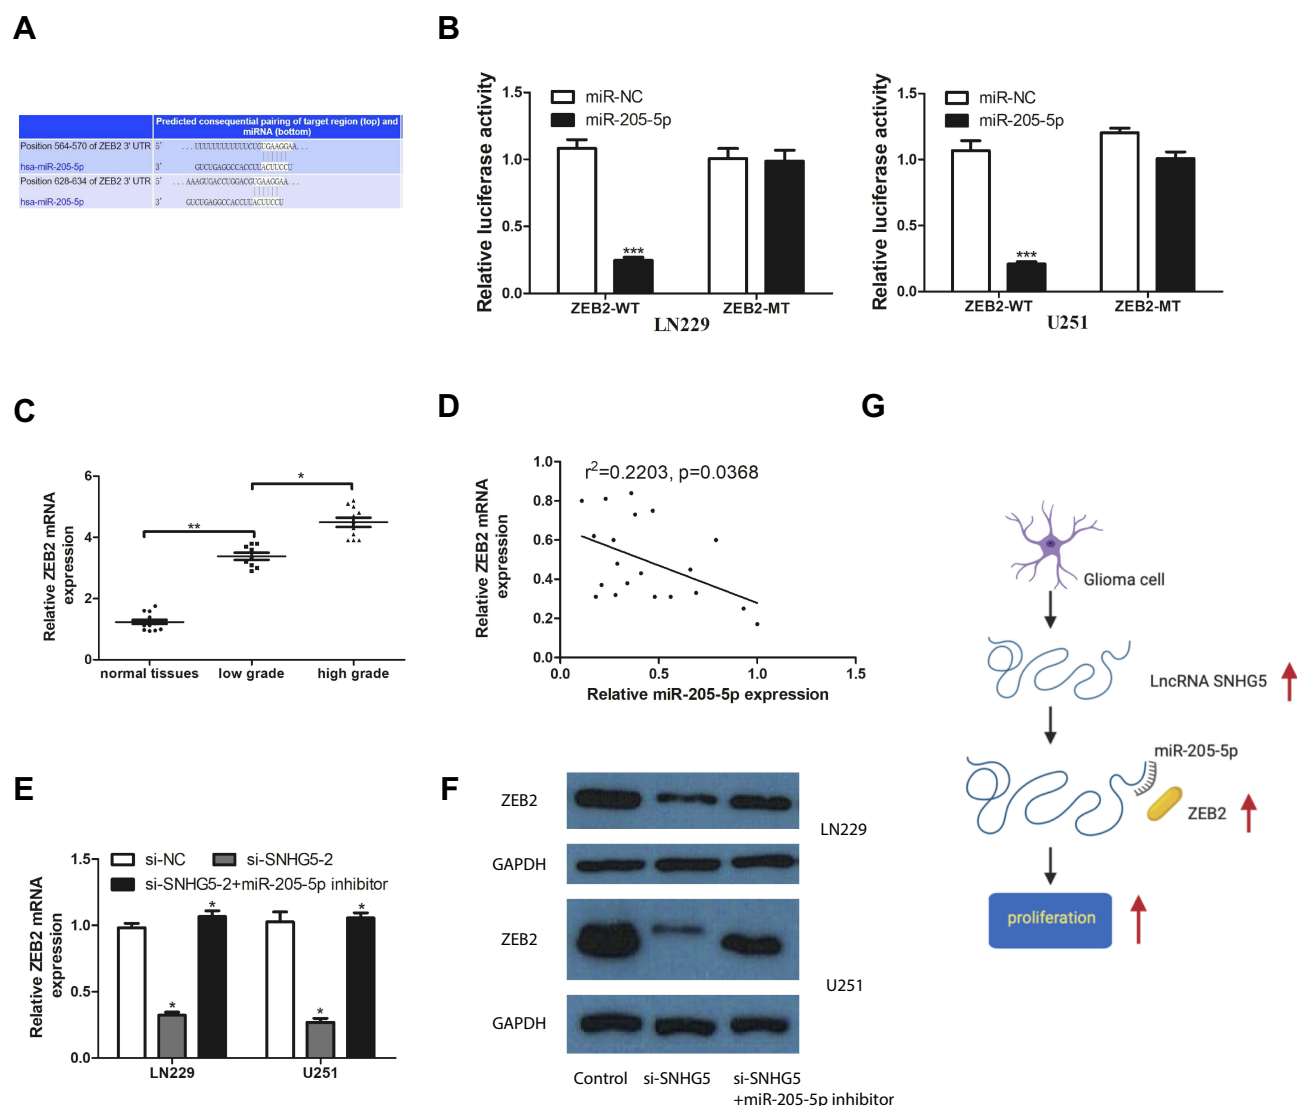 A
Predicted consequential pairing of target region (top) and
miRNA (bottom)
Position 564-570 of ZEB2 3' UTR 5' ...UUUUUUUUUUUUCUGUGAAGGAA...
hsa-miR-205-5p 3' GUCUGAGGCCACCUUACUUCCU
Position 628-634 of ZEB2 3' UTR 5' ...AAAGUGACCUGGACGUGAAGGAA...
hsa-miR-205-5p 3' GUCUGAGGCCACCUUACUUCCU
B
Relative luciferase activity
1.5
1.0
0.5
0.0
miR-NC
miR-205-5p
***
ZEB2-WT ZEB2-MT
LN229
Relative luciferase activity
1.5
1.0
0.5
0.0
miR-NC
miR-205-5p
***
ZEB2-WT ZEB2-MT
U251
C
Relative ZEB2 mRNA
expression
6
4
2
0
**
*
normal tissues low grade high grade
D
Relative ZEB2 mRNA
expression
1.0
0.8
0.6
0.4
0.2
0.0
r²=0.2203, p=0.0368
0.0 0.5 1.0 1.5
Relative miR-205-5p expression
E
Relative ZEB2 mRNA
expression
1.5
1.0
0.5
0.0
si-NC si-SNHG5-2
si-SNHG5-2+miR-205-5p inhibitor
* *
* *
LN229 U251
F
ZEB2
LN229
GAPDH
ZEB2
U251
GAPDH
Control si-SNHG5 si-SNHG5
+miR-205-5p inhibitor
G
Glioma cell
LncRNA SNHG5
miR-205-5p
ZEB2
proliferation